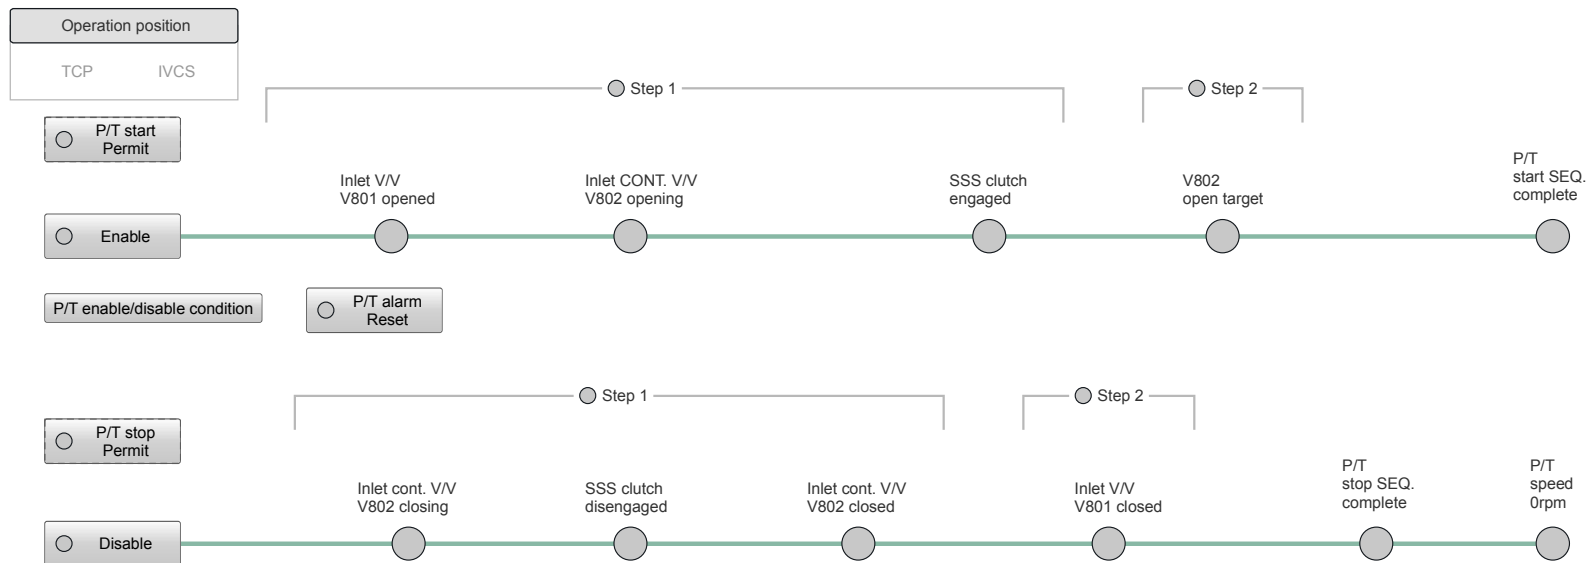 Operation position
TCP IVCS
Step 1
Step 2
P/T start
Permit
Inlet V/V
V801 opened
Inlet CONT. V/V
V802 opening
SSS clutch
engaged
V802
open target
P/T
start SEQ.
complete
Enable
P/T enable/disable condition
P/T alarm
Reset
Step 1
Step 2
P/T stop
Permit
Inlet cont. V/V
V802 closing
SSS clutch
disengaged
Inlet cont. V/V
V802 closed
Inlet V/V
V801 closed
P/T
stop SEQ.
complete
P/T
speed
0rpm
Disable